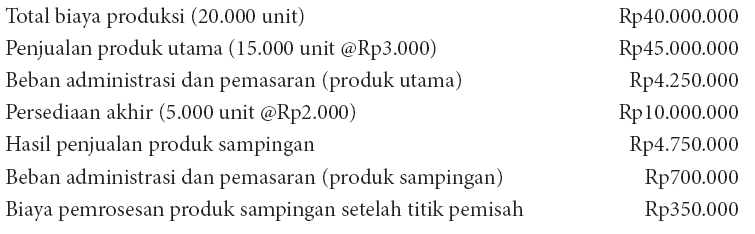 Total biaya produksi (20.000 unit) Rp40.000.000
Penjualan produk utama (15.000 unit @Rp3.000) Rp45.000.000
Beban administrasi dan pemasaran (produk utama) Rp4.250.000
Persediaan akhir (5.000 unit @Rp2.000) Rp10.000.000
Hasil penjualan produk sampingan Rp4.750.000
Beban administrasi dan pemasaran (produk sampingan) Rp700.000
Biaya pemrosesan produk sampingan setelah titik pemisah Rp350.000